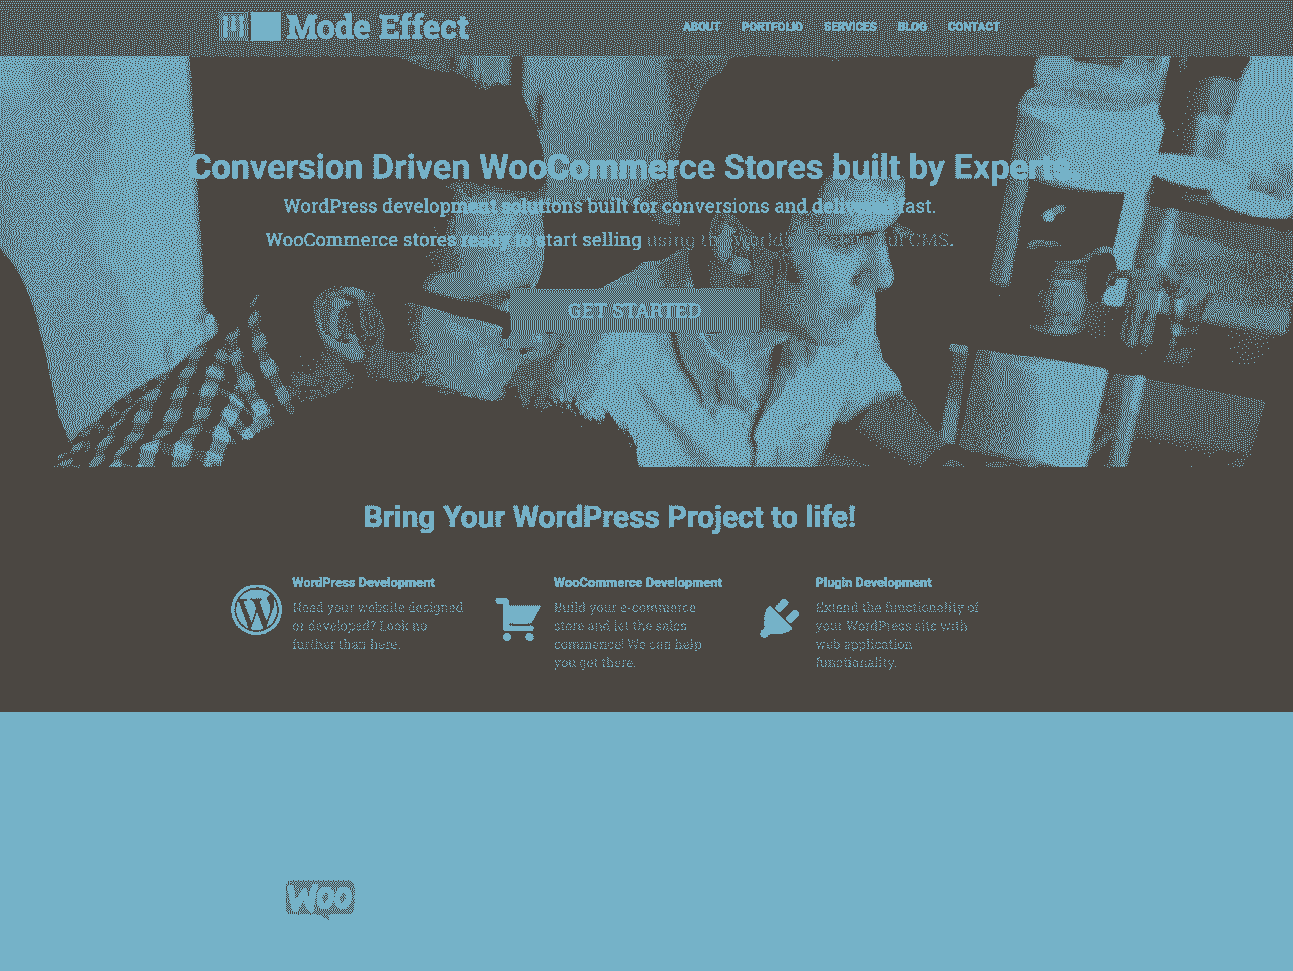 Mode Effect
ABOUT PORTFOLIO SERVICES BLOG CONTACT
Conversion Driven WooCommerce Stores built by Experts
WordPress development solutions built for conversions and delivered fast.
WooCommerce stores ready to start selling using the World's CMS.
GET STARTED
Bring Your WordPress Project to life!
WordPress Development
Need your website designed
or developed? Look no
further than here.
WooCommerce Development
Build your e-commerce
store and let the sales
commence! We can help
you get there.
Plugin Development
Extend the functionality of
your WordPress site with
web application
functionality.
Woo